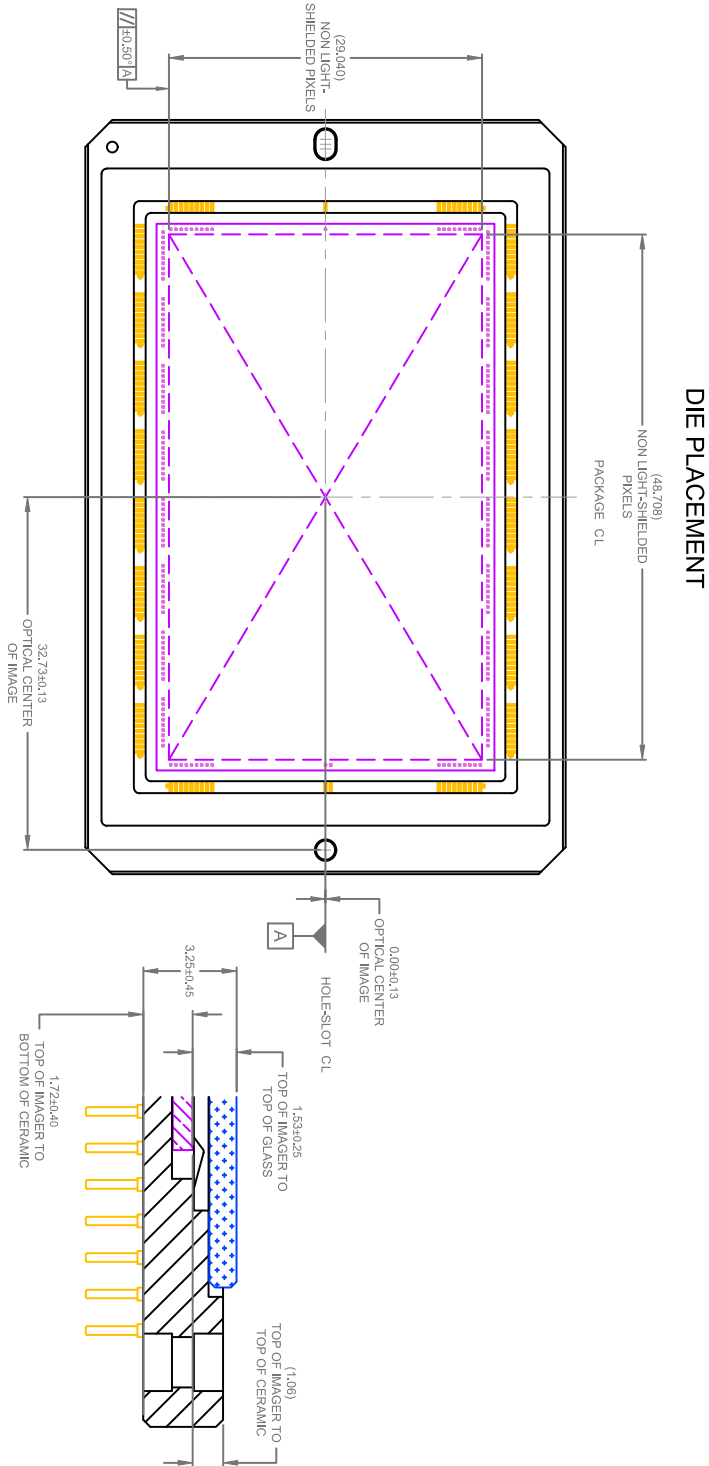 DIE PLACEMENT
(48.708)
NON LIGHT-SHIELDED
PIXELS
PACKAGE CL
(29.040)
NON LIGHT-
SHIELDED PIXELS
//±0.50° A
32.73±0.13
OPTICAL CENTER
OF IMAGE
0.00±0.13
OPTICAL CENTER
OF IMAGE
A
HOLE-SLOT CL
3.25±0.45
1.53±0.25
TOP OF IMAGER TO
TOP OF GLASS
1.72±0.40
TOP OF IMAGER TO
BOTTOM OF CERAMIC
(1.06)
TOP OF IMAGER TO
TOP OF CERAMIC